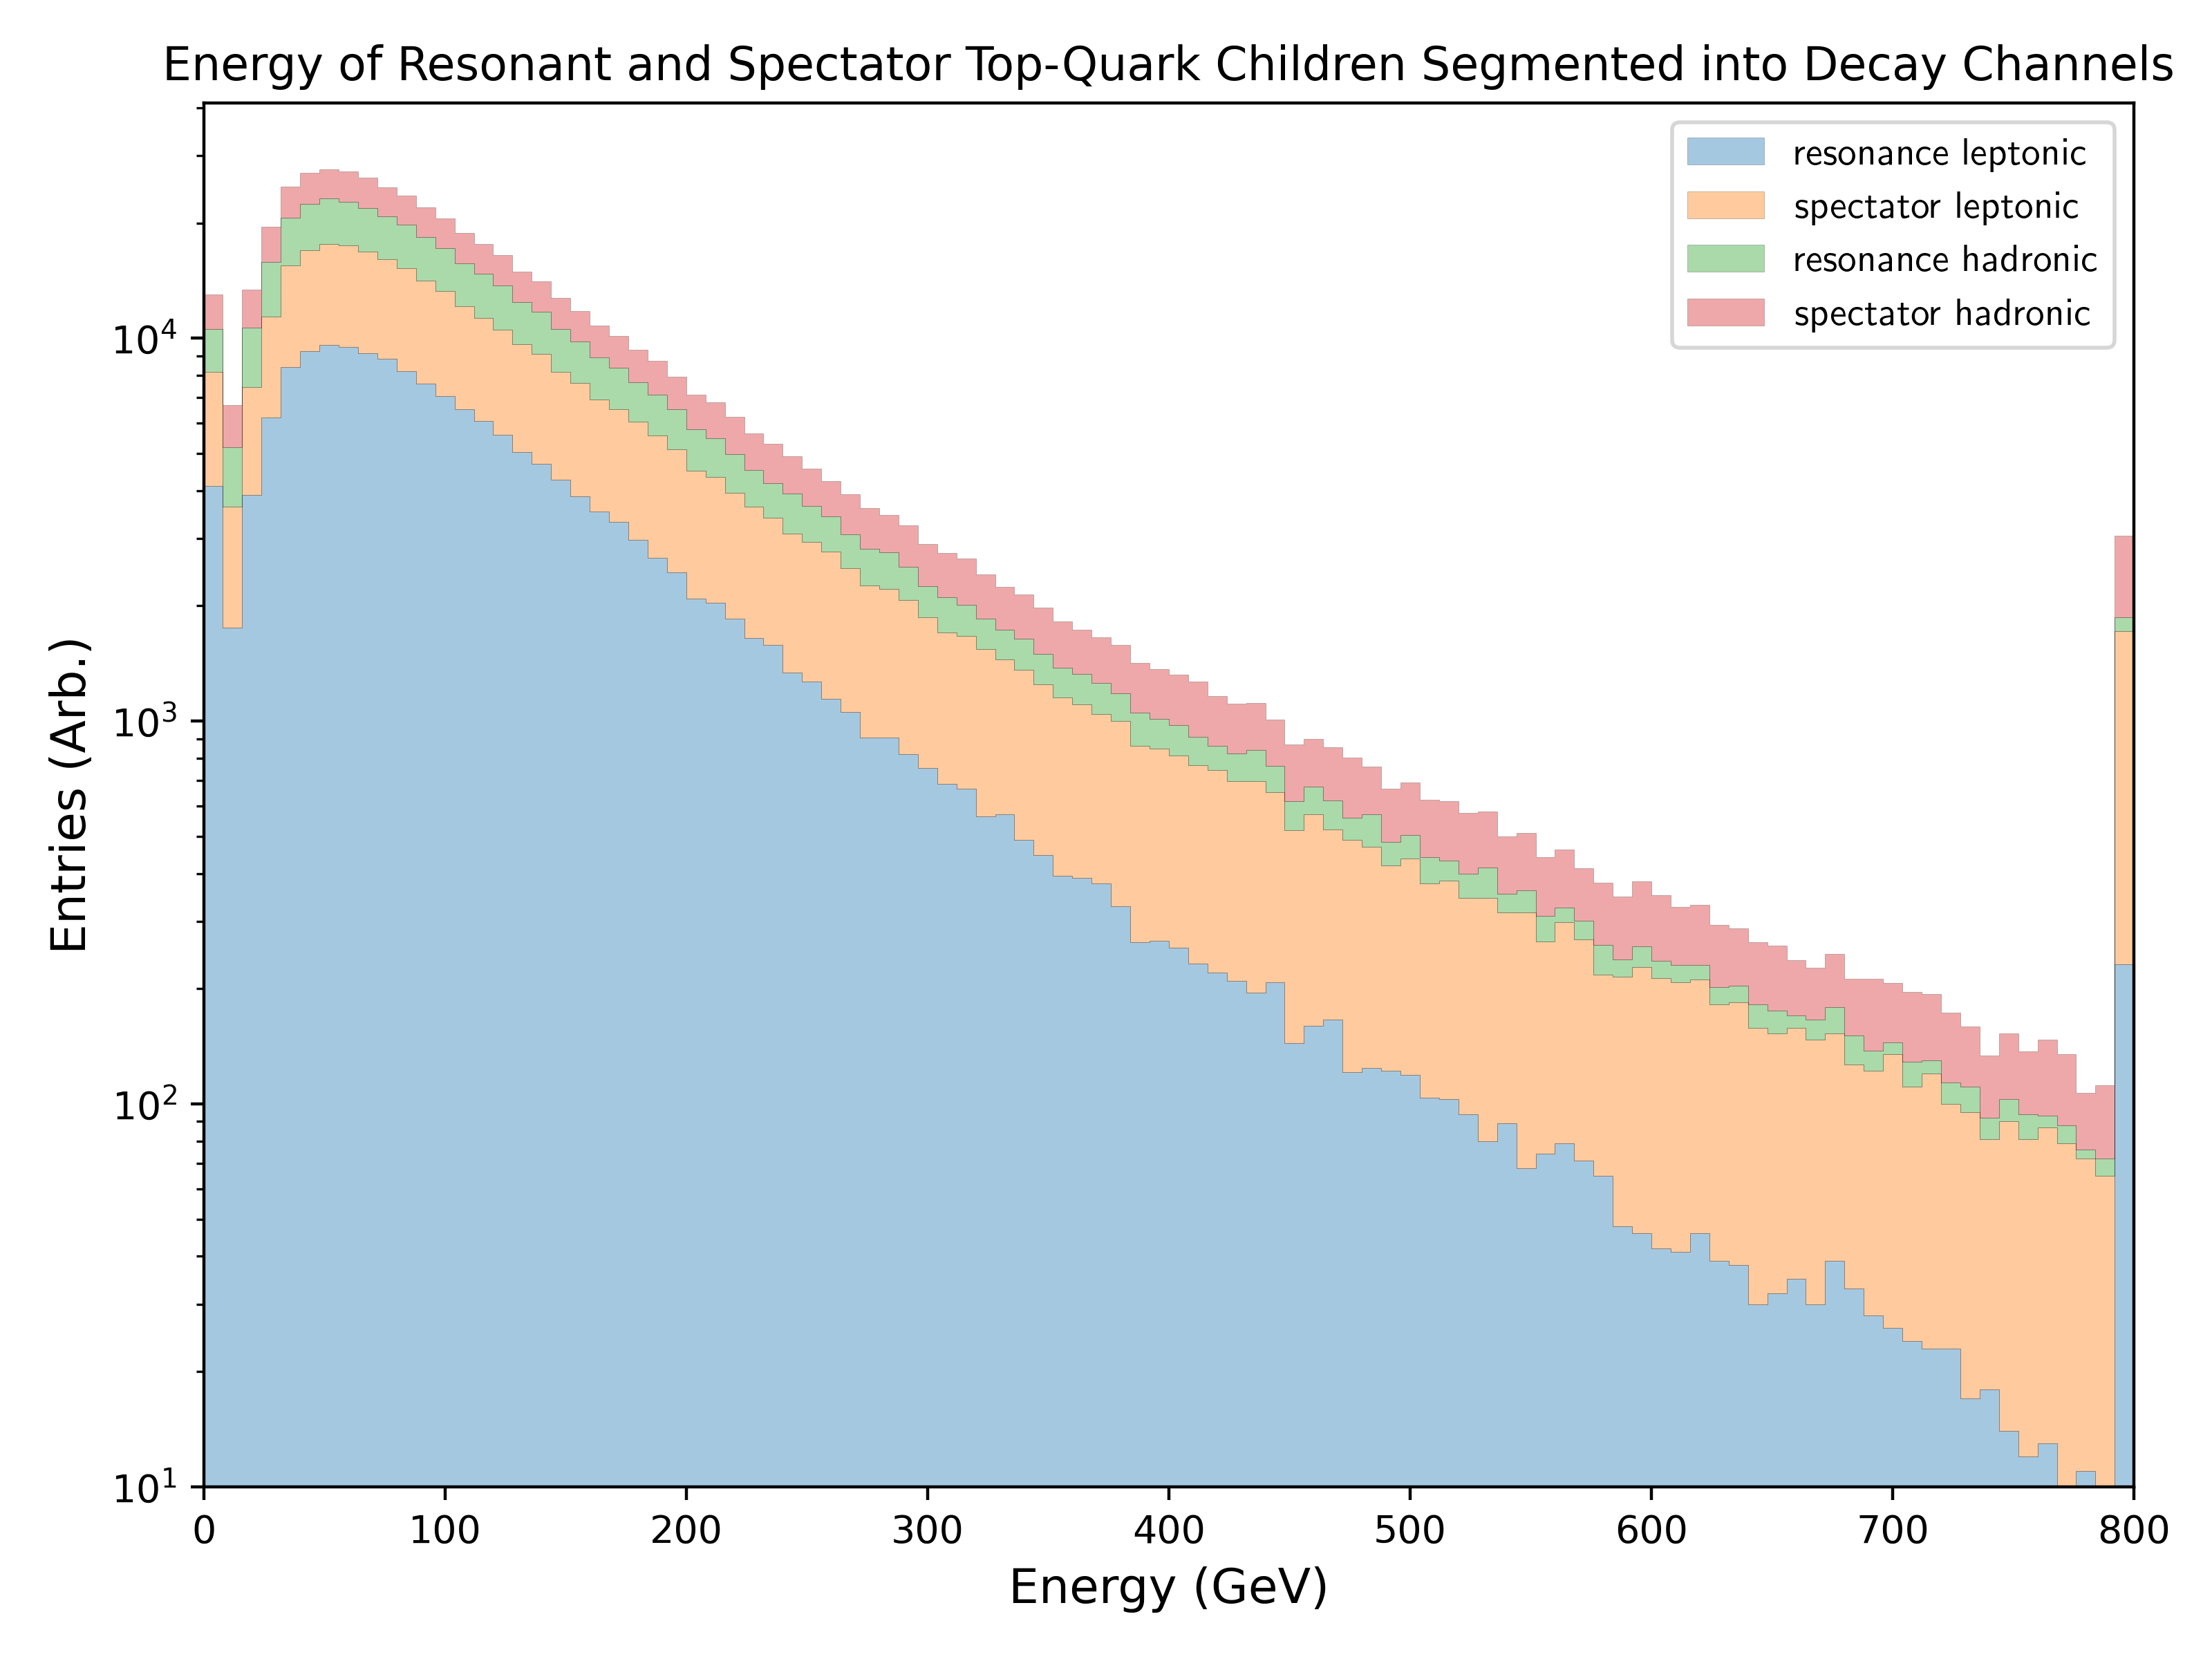 Energy of Resonant and Spectator Top-Quark Children Segmented into Decay Channels
resonance leptonic
spectator leptonic
resonance hadronic
spectator hadronic
Entries (Arb.)
10⁴
10³
10²
10¹
0 100 200 300 400 500 600 700 800
Energy (GeV)